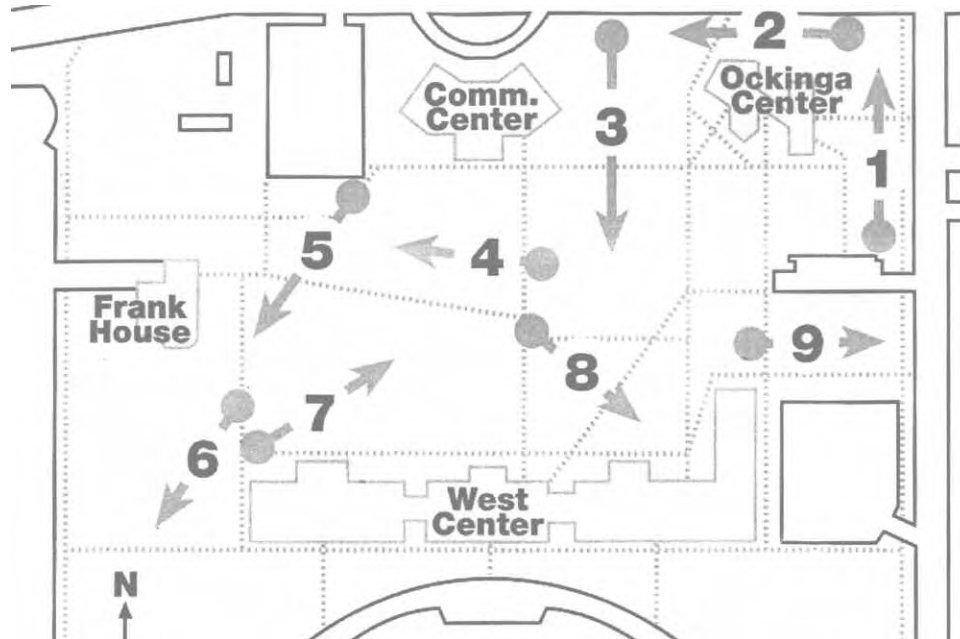 2
Comm.
Center
Ockinga
Center
3
1
5
4
Frank
House
9
8
7
6
West
Center
N